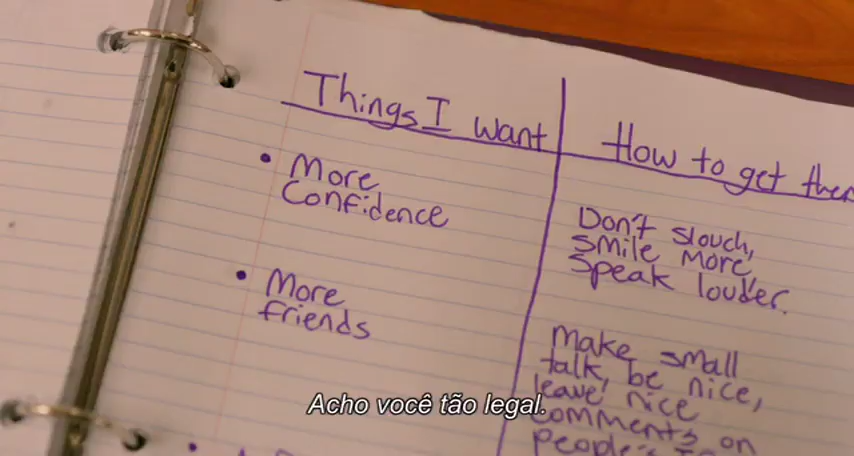 Things I want
How to get
• More
Confidence
Don't slouch,
smile more,
speak louder.
• More
friends
Make small
talk, be nice,
leave nice
comments on
people's
Acho você tão legal.